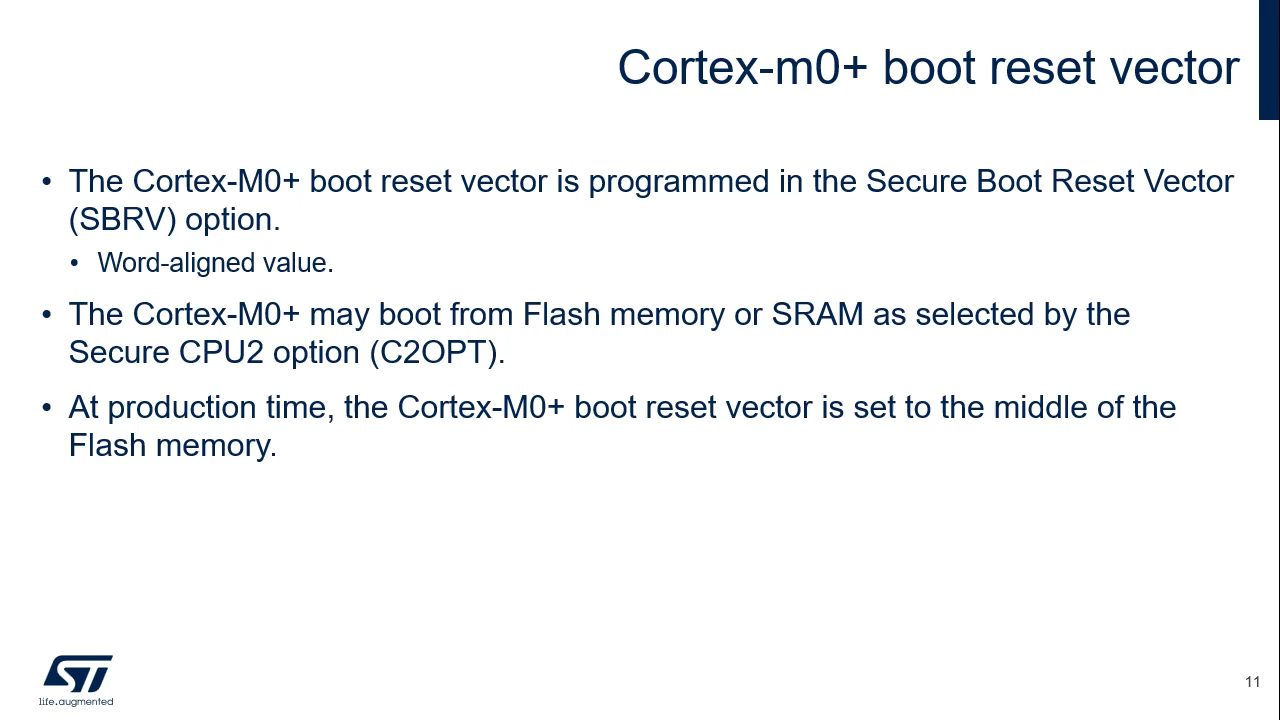 Cortex-m0+ boot reset vector
• The Cortex-M0+ boot reset vector is programmed in the Secure Boot Reset Vector
(SBRV) option.
• Word-aligned value.
• The Cortex-M0+ may boot from Flash memory or SRAM as selected by the
Secure CPU2 option (C2OPT).
• At production time, the Cortex-M0+ boot reset vector is set to the middle of the
Flash memory.
ST
life.augmented
11